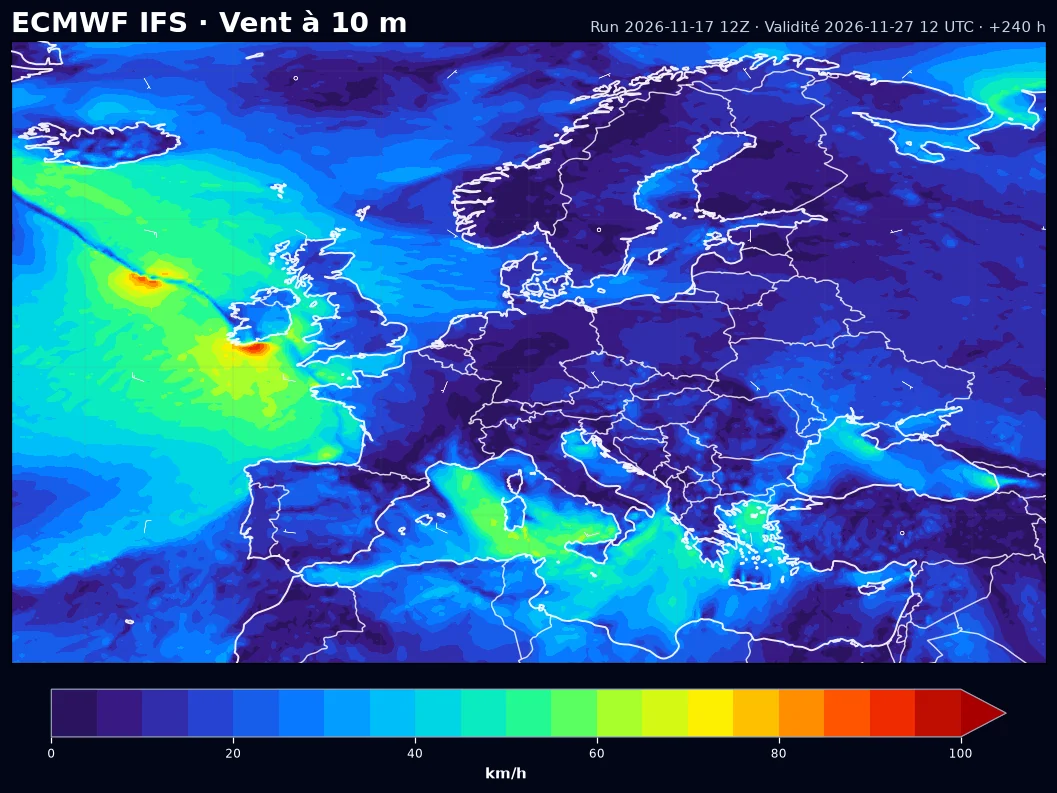 ECMWF IFS · Vent à 10 m
Run 2026-11-17 12Z · Validité 2026-11-27 12 UTC · +240 h
0 20 40 60 80 100
km/h